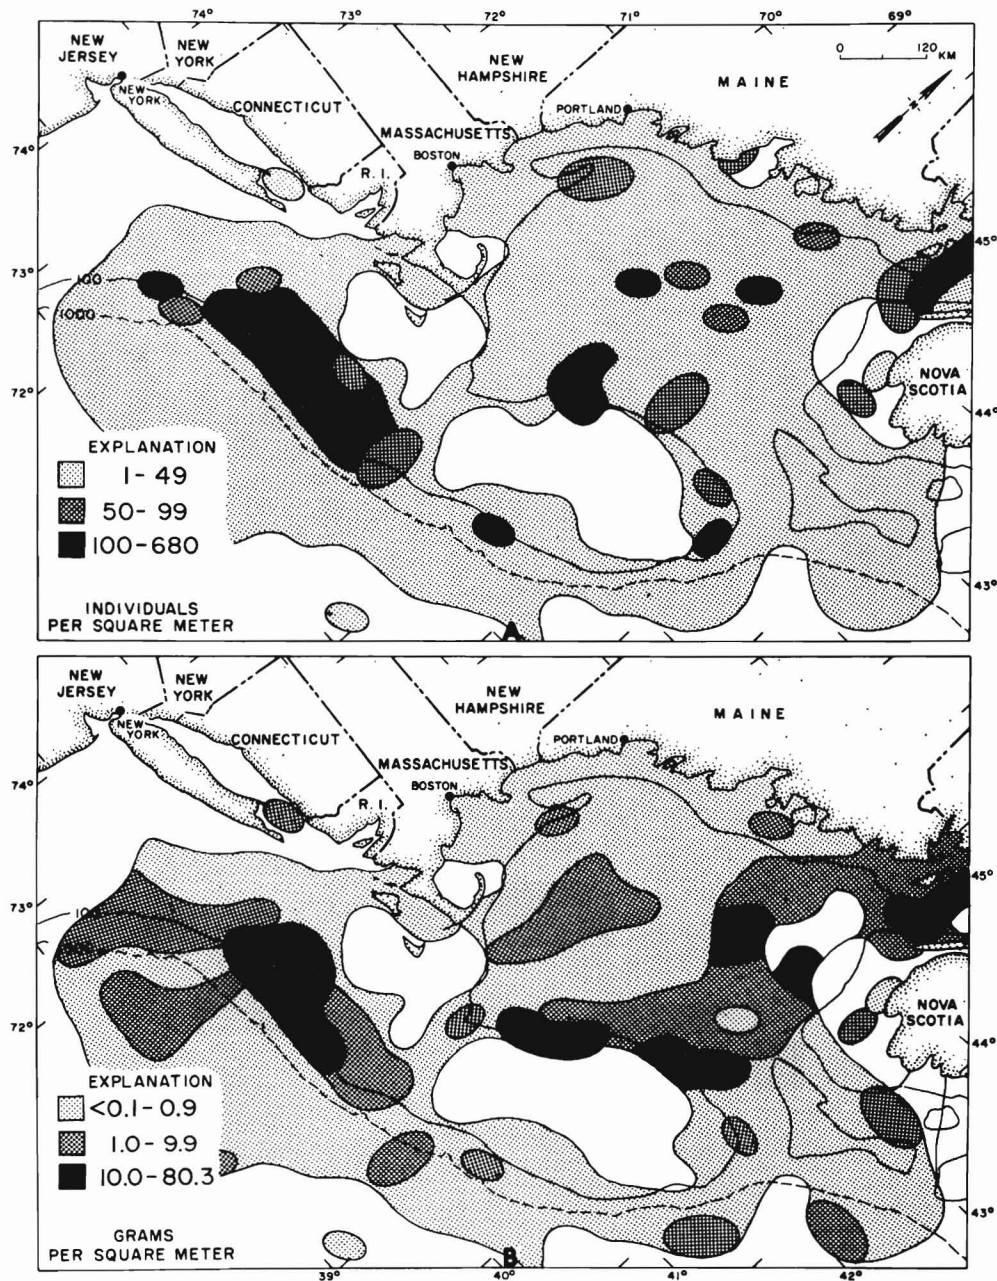 74° 73° 72° 71° 70° 69°
NEW JERSEY
NEW YORK
NEW YORK
CONNECTICUT
R. I.
MASSACHUSETTS
BOSTON
NEW HAMPSHIRE
PORTLAND
MAINE
0 120
KM
74°
73°
72°
100
1000
45°
44°
43°
NOVA SCOTIA
EXPLANATION
1-49
50-99
100-680
INDIVIDUALS
PER SQUARE METER
A
NEW JERSEY
NEW YORK
NEW YORK
CONNECTICUT
R. I.
MASSACHUSETTS
BOSTON
NEW HAMPSHIRE
PORTLAND
MAINE
74°
73°
72°
45°
44°
43°
NOVA SCOTIA
EXPLANATION
<0.1-0.9
1.0-9.9
10.0-80.3
GRAMS
PER SQUARE METER
B
39° 40° 41° 42°